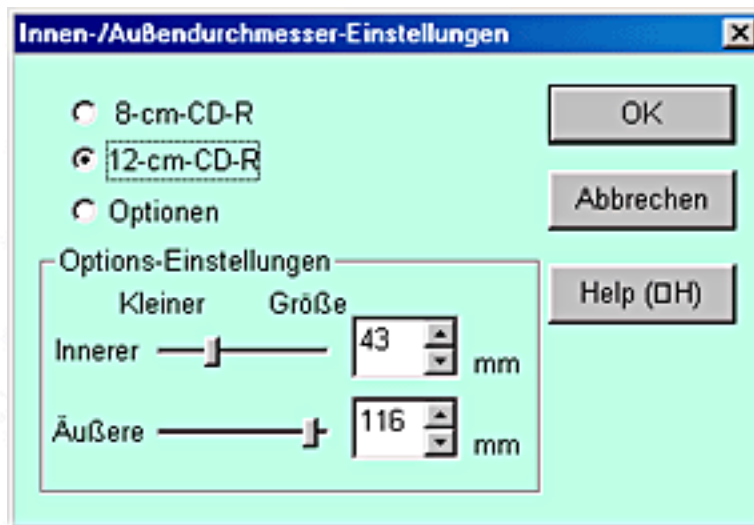 Innen-/Außendurchmesser-Einstellungen
8-cm-CD-R
12-cm-CD-R
Optionen
OK
Abbrechen
Help (□H)
Options-Einstellungen
Kleiner Größe
Innerer 43 mm
Äußere 116 mm